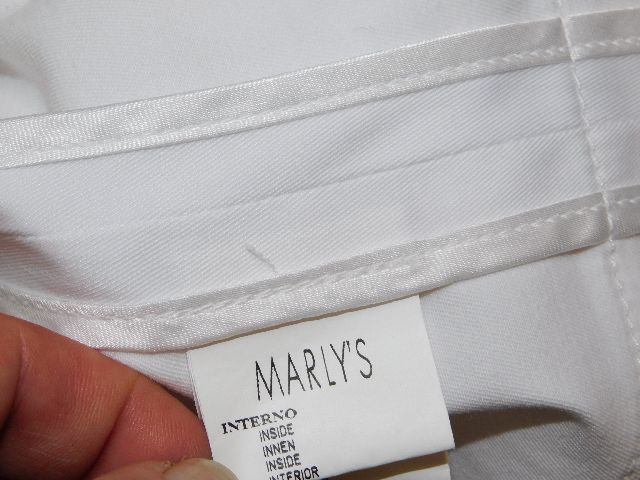 MARLY'S
INTERNO
INSIDE
INNEN
INSIDE
INTERIOR